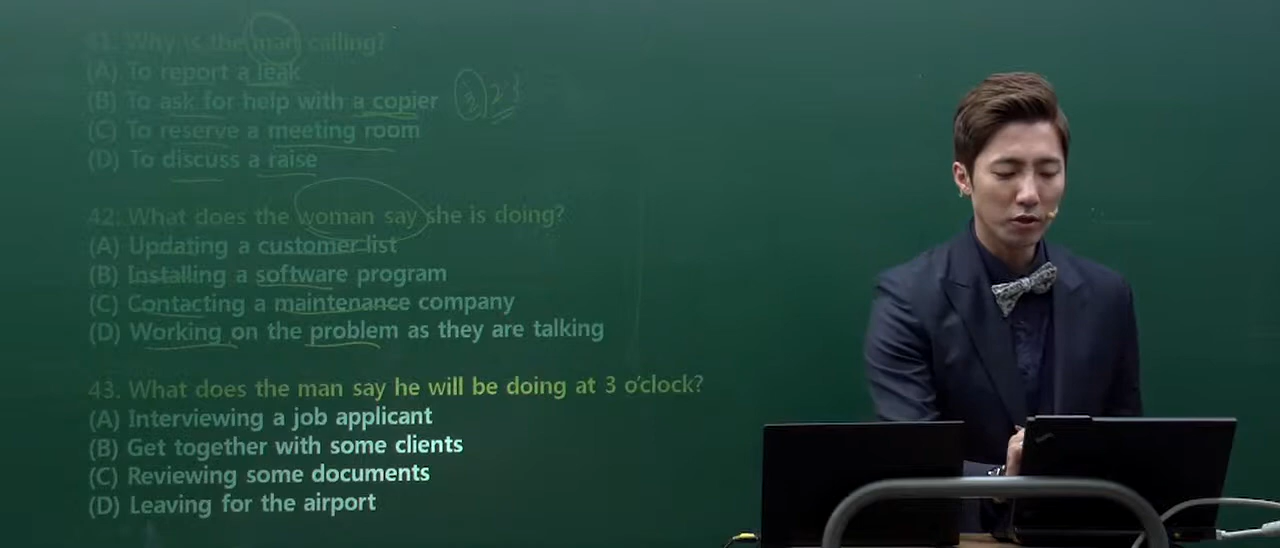 41. Why is the man calling?
(A) To report a leak
(B) To ask for help with a copier
(C) To reserve a meeting room
(D) To discuss a raise
42. What does the woman say she is doing?
(A) Updating a customer list
(B) Installing a software program
(C) Contacting a maintenance company
(D) Working on the problem as they are talking
43. What does the man say he will be doing at 3 o'clock?
(A) Interviewing a job applicant
(B) Get together with some clients
(C) Reviewing some documents
(D) Leaving for the airport